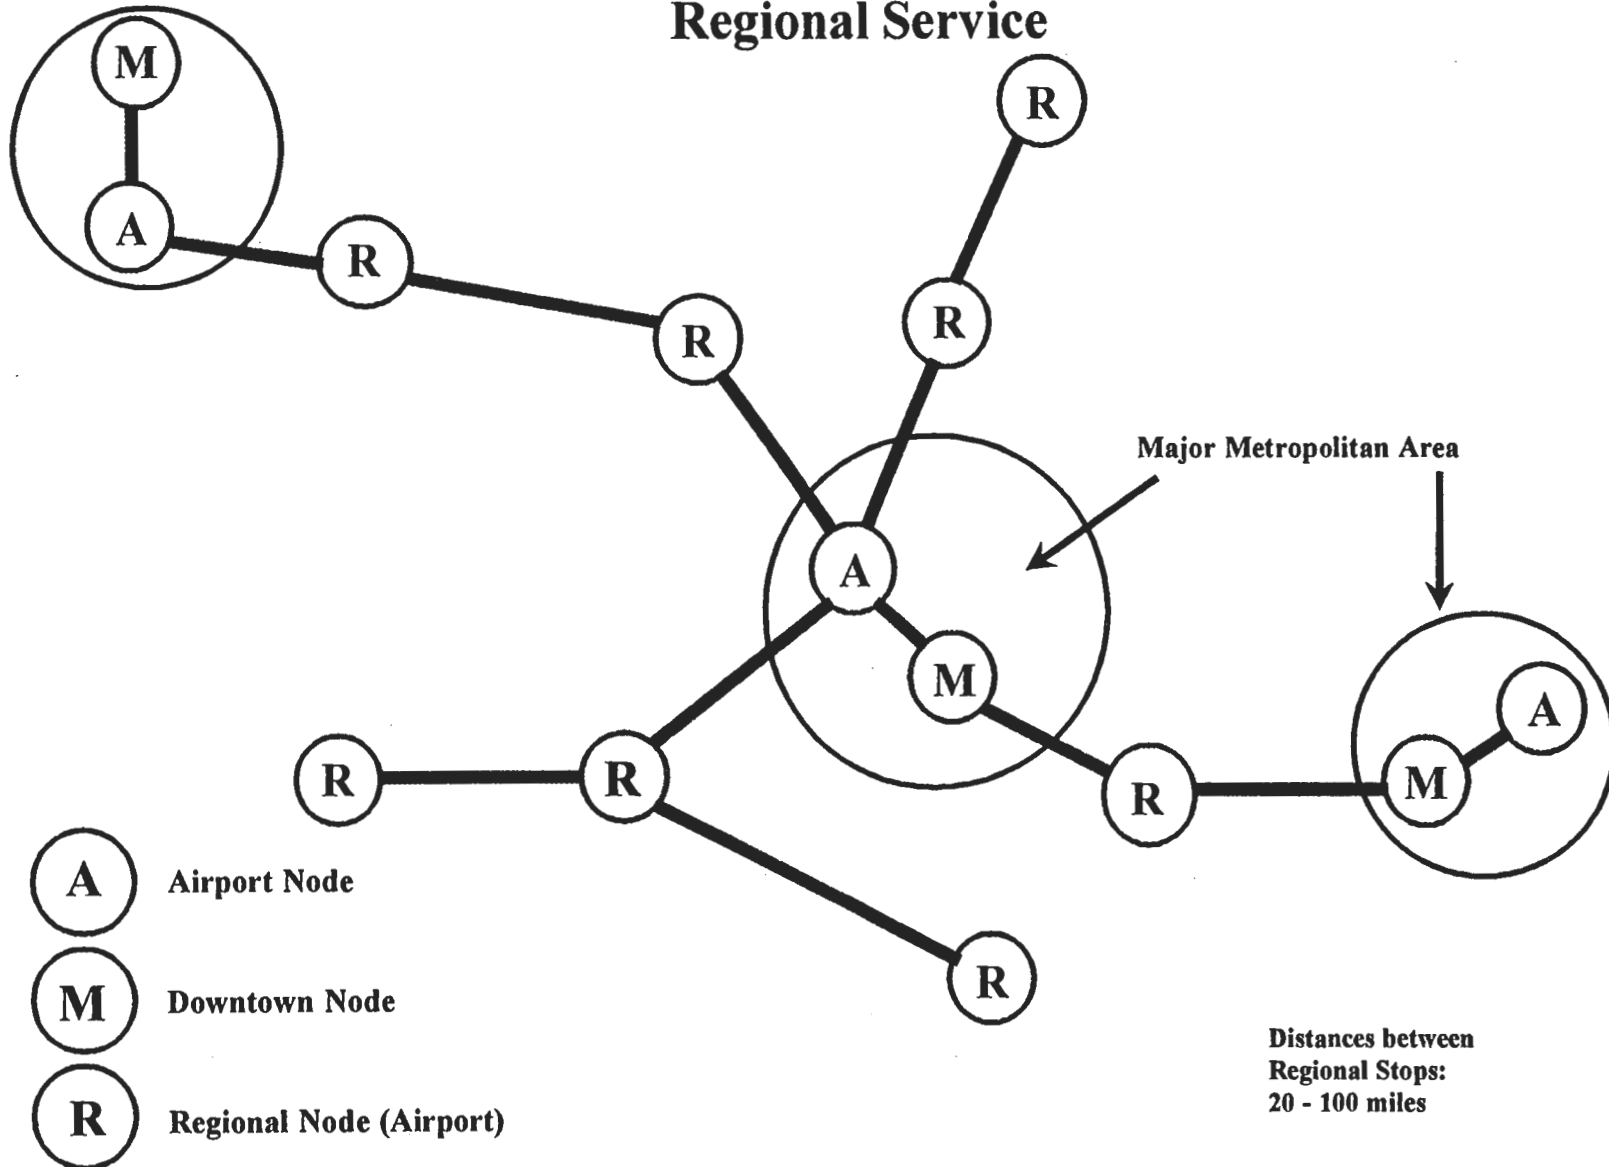 Regional Service
M
R
A
R
R
R
Major Metropolitan Area
A
M
A
R
R
R
M
A
Airport Node
R
M
Downtown Node
Distances between
Regional Stops:
20 - 100 miles
R
Regional Node (Airport)